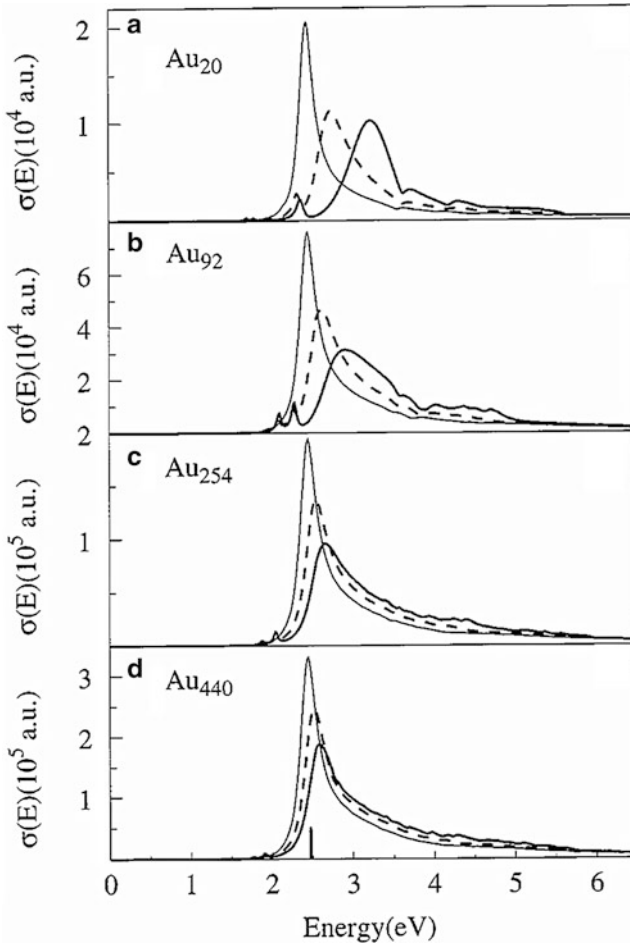 a
Au₂₀
2
1
σ(E)(10⁴ a.u.)
b
Au₉₂
6
4
2
σ(E)(10⁴ a.u.)
c
Au₂₅₄
2
1
σ(E)(10⁵ a.u.)
d
Au₄₄₀
3
2
1
σ(E)(10⁵ a.u.)
0 1 2 3 4 5 6
Energy(eV)